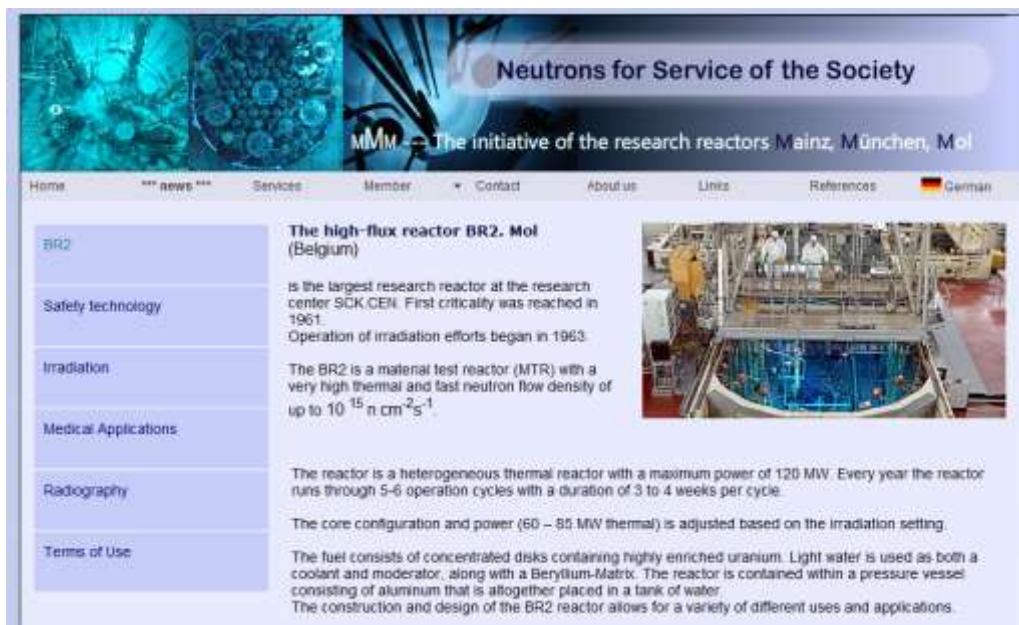 Neutrons for Service of the Society
MMM --- The initiative of the research reactors Mainz, München, Mol
Home *** news *** Services Member Contact About us Links References German
BR2
Safety technology
Irradiation
Medical Applications
Radiography
Terms of Use
The high-flux reactor BR2. Mol
(Belgium)
is the largest research reactor at the research
center SCK.CEN. First criticality was reached in
1961.
Operation of irradiation efforts began in 1963.
The BR2 is a material test reactor (MTR) with a
very high thermal and fast neutron flow density of
up to 10 ¹⁵ n cm⁻²s⁻¹.
The reactor is a heterogeneous thermal reactor with a maximum power of 120 MW. Every year the reactor
runs through 5-6 operation cycles with a duration of 3 to 4 weeks per cycle.
The core configuration and power (60 – 85 MW thermal) is adjusted based on the irradiation setting.
The fuel consists of concentrated disks containing highly enriched uranium. Light water is used as both a
coolant and moderator, along with a Beryllium-Matrix. The reactor is contained within a pressure vessel
consisting of aluminum that is altogether placed in a tank of water.
The construction and design of the BR2 reactor allows for a variety of different uses and applications.